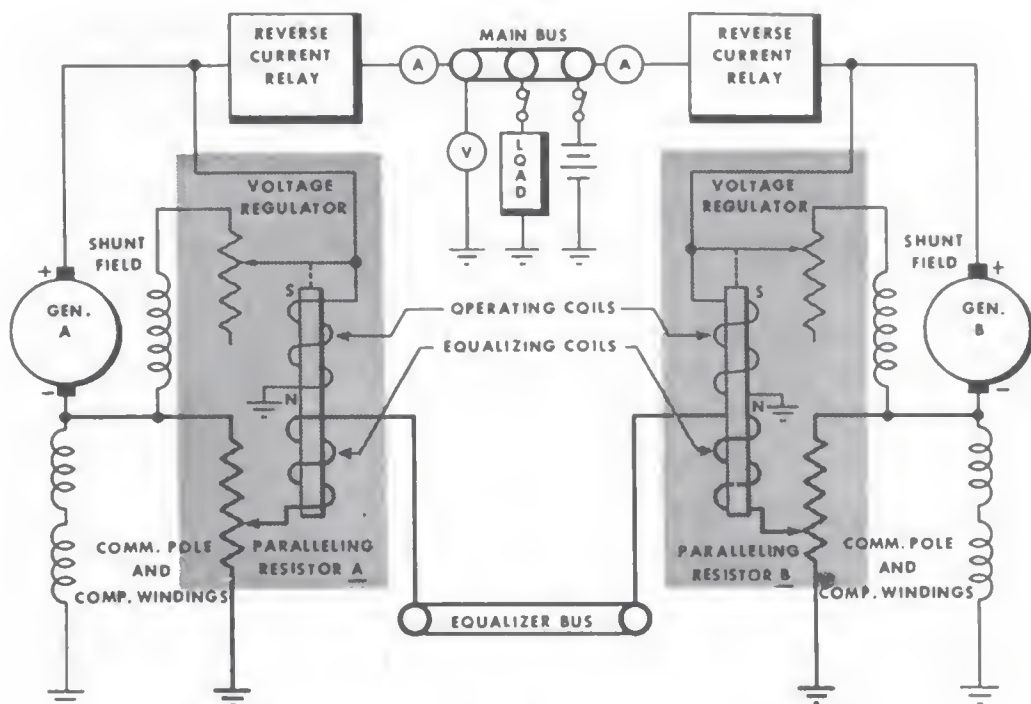 REVERSE
CURRENT
RELAY
A
MAIN BUS
A
REVERSE
CURRENT
RELAY
V
LOAD
VOLTAGE
REGULATOR
VOLTAGE
REGULATOR
SHUNT
FIELD
SHUNT
FIELD
+
GEN.
A
-
S
N
OPERATING COILS
EQUALIZING COILS
S
N
+
GEN.
B
-
COMM. POLE
AND
COMP. WINDINGS
PARALLELING
RESISTOR A
PARALLELING
RESISTOR B
COMM. POLE
AND
COMP. WINDINGS
EQUALIZER BUS